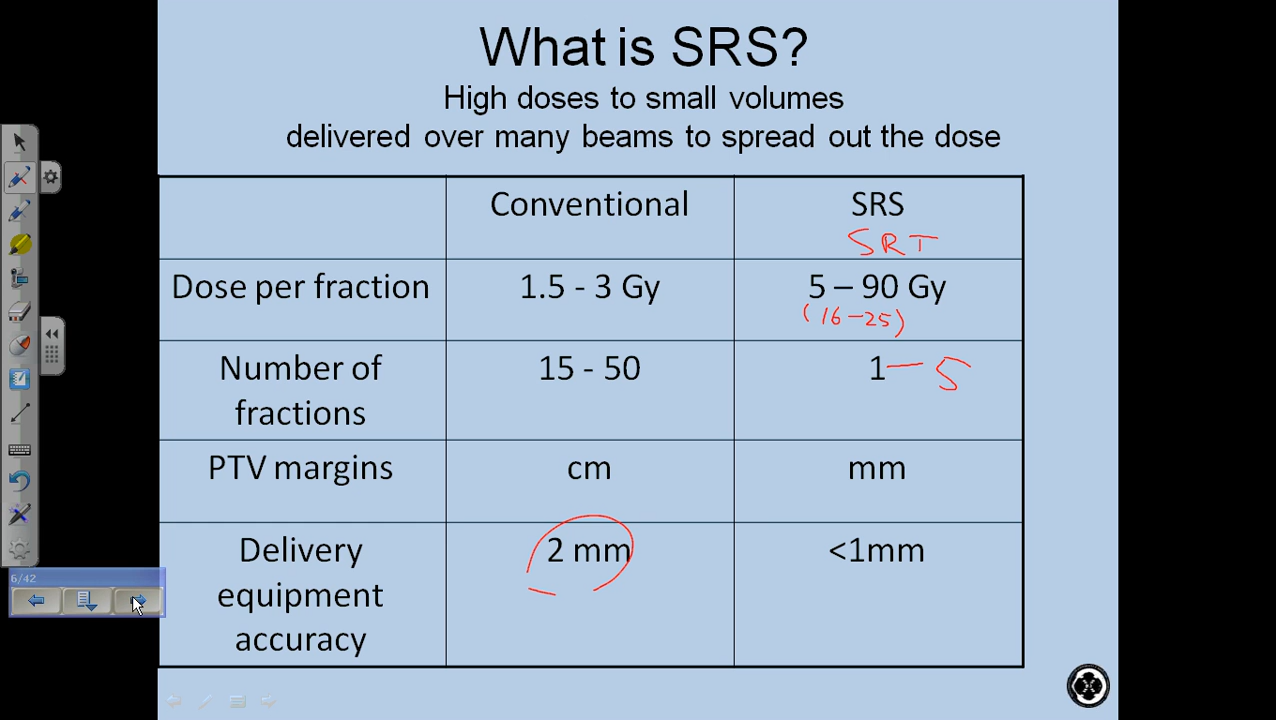 What is SRS?
High doses to small volumes
delivered over many beams to spread out the dose
Conventional
SRS
SRT
Dose per fraction
1.5 - 3 Gy
5 – 90 Gy
(16-25)
Number of
fractions
15 - 50
1 — 5
PTV margins
cm
mm
Delivery
equipment
accuracy
2 mm
<1mm
6/42